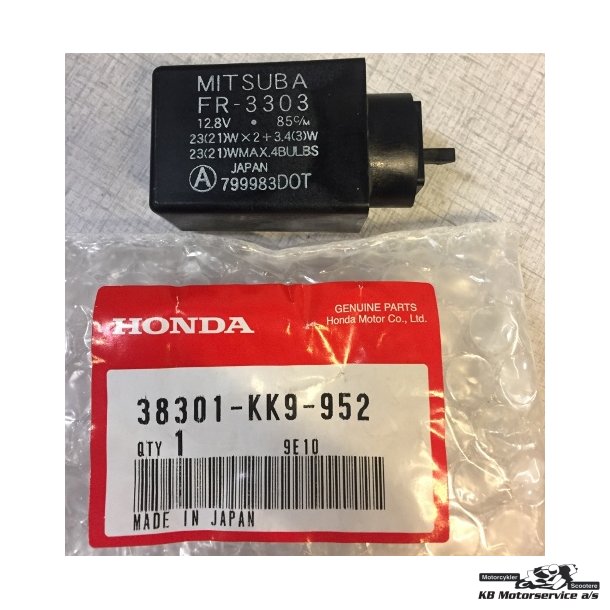 MITSUBA
FR-3303
12.8V • 85c/M
23(21)W×2+3.4(3)W
23(21)WMAX.4BULBS
JAPAN
Ⓐ 799983DOT
HONDA
GENUINE PARTS
Honda Motor Co., Ltd.
38301-KK9-952
QTY 1 9E10
MADE IN JAPAN
Motorcykler Scootere
KB Motorservice a/s